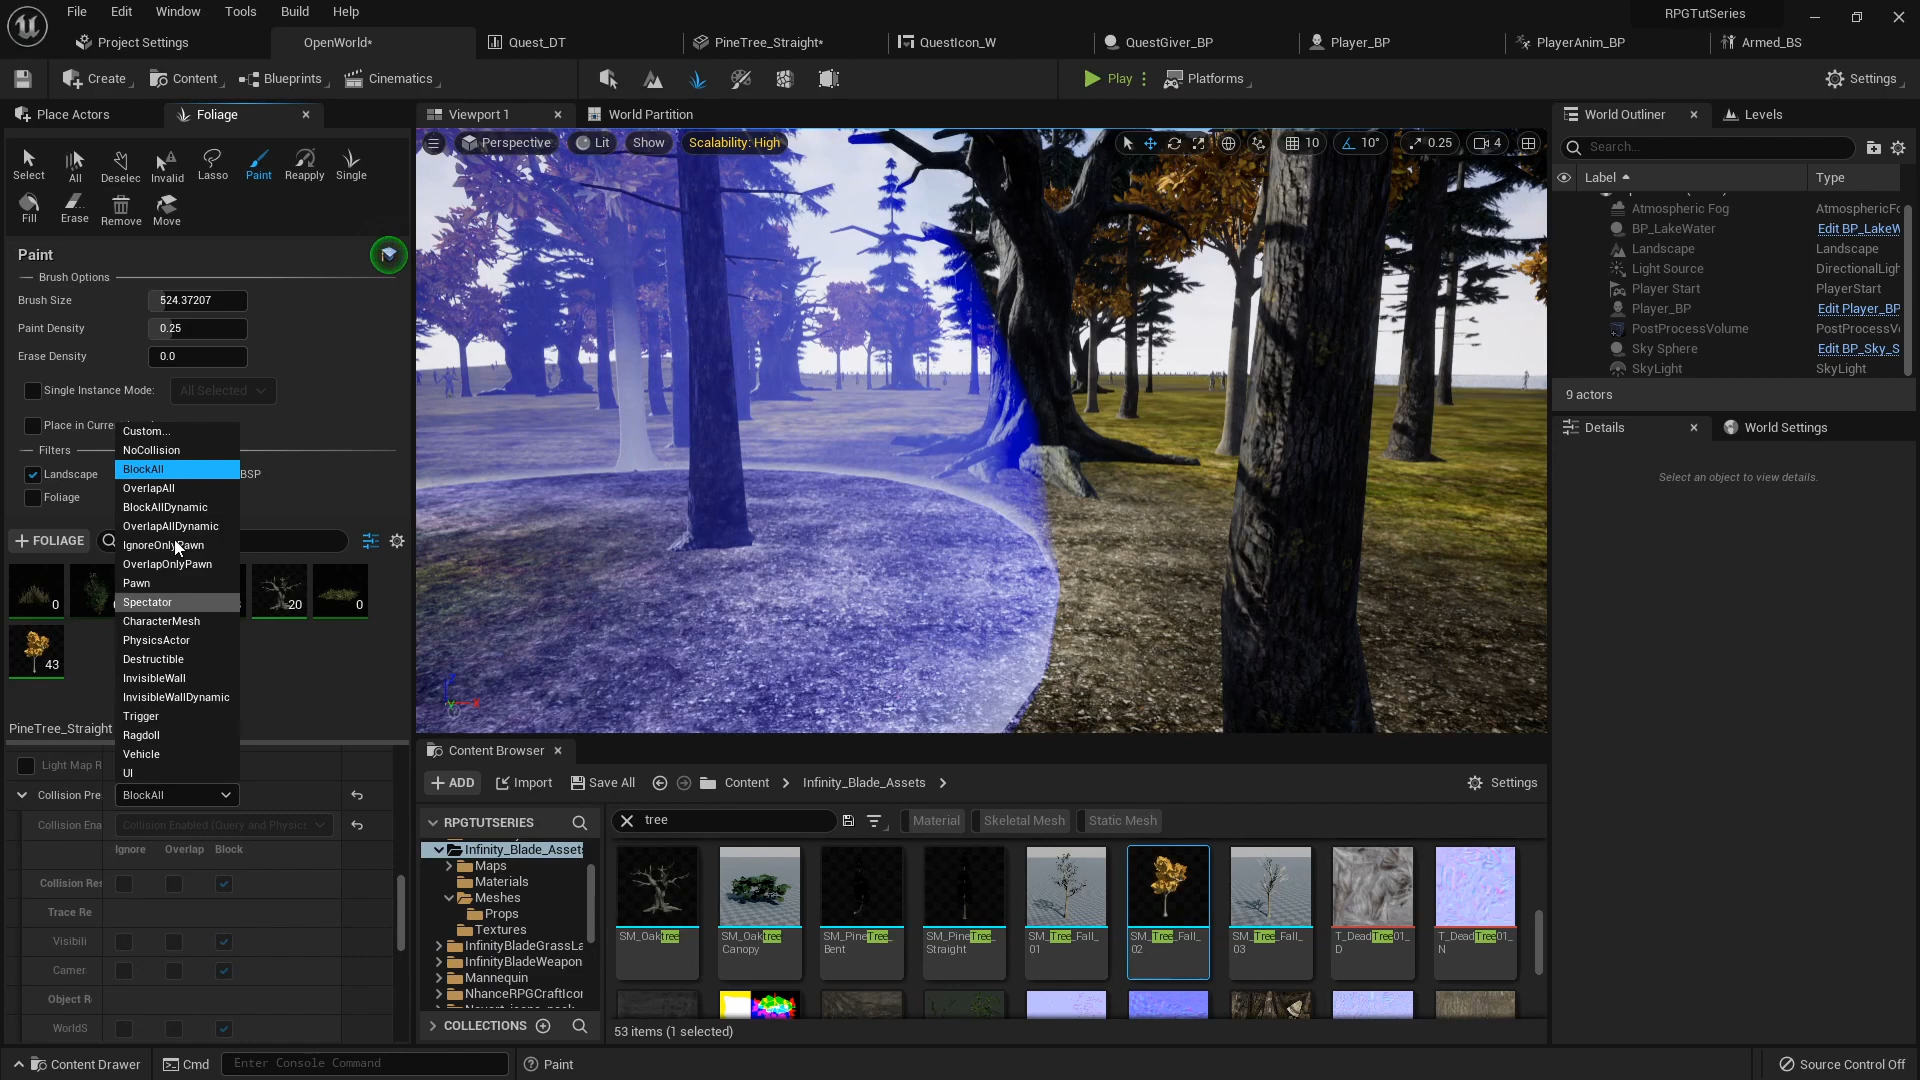 File Edit Window Tools Build Help
RPGTutSeries
Project Settings
OpenWorld*
Quest_DT
PineTree_Straight*
QuestIcon_W
QuestGiver_BP
Player_BP
PlayerAnim_BP
Armed_BS
Create
Content
Blueprints
Cinematics
Play
Platforms
Settings
Place Actors
Foliage
Select
All
Deselec
Invalid
Lasso
Paint
Reapply
Single
Fill
Erase
Remove
Move
Paint
Brush Options
Brush Size 524.37207
Paint Density 0.25
Erase Density 0.0
Single Instance Mode: All Selected
Place in Curre
Filters
Landscape
BSP
Foliage
FOLIAGE
Custom...
NoCollision
BlockAll
OverlapAll
BlockAllDynamic
OverlapAllDynamic
IgnoreOnlyPawn
OverlapOnlyPawn
Pawn
Spectator
CharacterMesh
PhysicsActor
Destructible
InvisibleWall
InvisibleWallDynamic
Trigger
Ragdoll
Vehicle
UI
0
20
0
43
PineTree_Straight
Light Map R
Collision Pre BlockAll
Collision Ena Collision Enabled (Query and Physics
Ignore Overlap Block
Collision Res
Trace Re
Visibili
Camer
Object R
WorldS
Viewport 1
World Partition
Perspective
Lit
Show
Scalability: High
10
10°
0.25
4
World Outliner
Levels
Search...
Label Type
Atmospheric Fog AtmosphericFo
BP_LakeWater Edit BP_LakeW
Landscape Landscape
Light Source DirectionalLigh
Player Start PlayerStart
Player_BP Edit Player_BP
PostProcessVolume PostProcessV
Sky Sphere Edit BP_Sky_S
SkyLight SkyLight
9 actors
Details
World Settings
Select an object to view details.
Content Browser
ADD
Import
Save All
Content
Infinity_Blade_Assets
Settings
RPGTUTSERIES
Infinity_Blade_Assets
Maps
Materials
Meshes
Props
Textures
InfinityBladeGrassLa
InfinityBladeWeapon
Mannequin
NhanceRPGCraftIcon
COLLECTIONS
tree
Material
Skeletal Mesh
Static Mesh
SM_Oaktree
SM_Oaktree
Canopy
SM_PineTree_
Bent
SM_PineTree_
Straight
SM_Tree_Fall_
01
SM_Tree_Fall_
02
SM_Tree_Fall_
03
T_DeadTree01_
D
T_DeadTree01_
N
53 items (1 selected)
Content Drawer
Cmd
Enter Console Command
Paint
Source Control Off